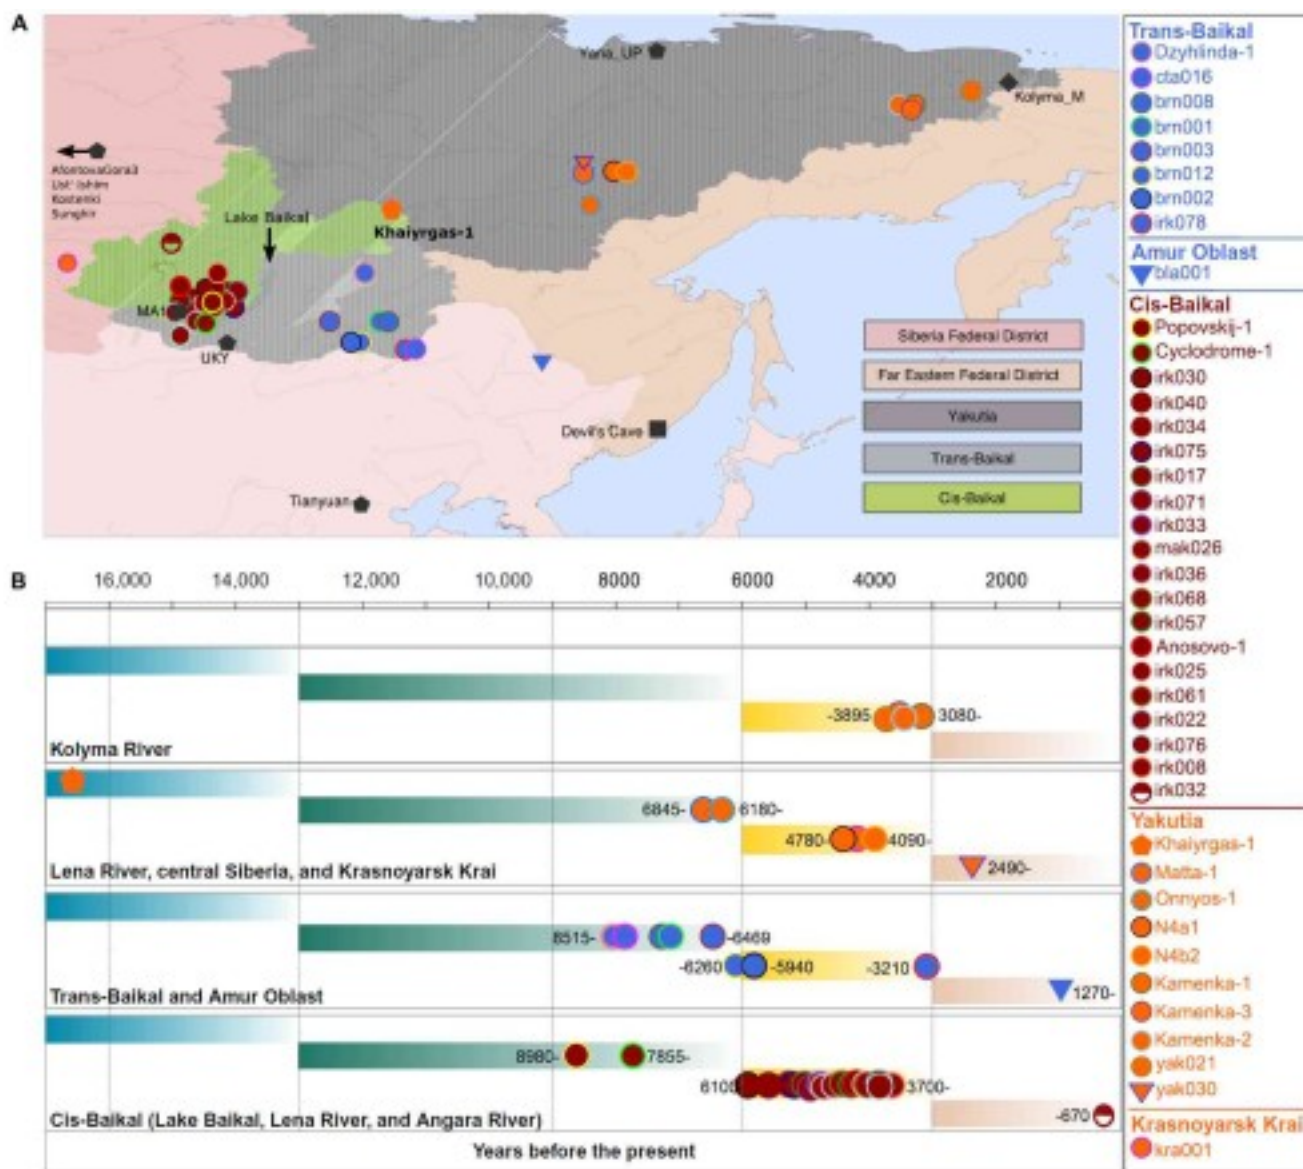 A
Yana_UP
Kolyma_M
AfontovaGora3
Ust' Ishim
Kostenki
Sunghir
Lake Baikal
Khaiyrgas-1
MA1
UKY
Devil's Cave
Tianyuan
Siberia Federal District
Far Eastern Federal District
Yakutia
Trans-Baikal
Cis-Baikal
B
16,000 14,000 12,000 10,000 8000 6000 4000 2000
-3895 3080-
Kolyma River
6845- 6180-
4780- 4090-
2490-
Lena River, central Siberia, and Krasnoyarsk Krai
8515- -6469
-6260 -5940 -3210
1270-
Trans-Baikal and Amur Oblast
8980- 7855-
6100 3700-
-670
Cis-Baikal (Lake Baikal, Lena River, and Angara River)
Years before the present
Trans-Baikal
Dzyhlinda-1
cta016
brn008
brn001
brn003
brn012
brn002
irk078
Amur Oblast
bla001
Cis-Baikal
Popovskij-1
Cyclodrome-1
irk030
irk040
irk034
irk075
irk017
irk071
irk033
mak026
irk036
irk068
irk057
Anosovo-1
irk025
irk061
irk022
irk076
irk008
irk032
Yakutia
Khaiyrgas-1
Matta-1
Onnyos-1
N4a1
N4b2
Kamenka-1
Kamenka-3
Kamenka-2
yak021
yak030
Krasnoyarsk Krai
kra001